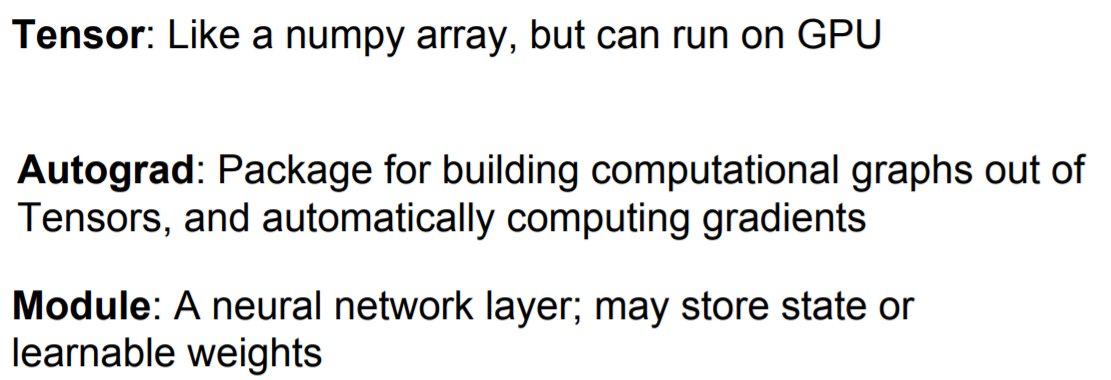 Tensor: Like a numpy array, but can run on GPU
Autograd: Package for building computational graphs out of
Tensors, and automatically computing gradients
Module: A neural network layer; may store state or
learnable weights